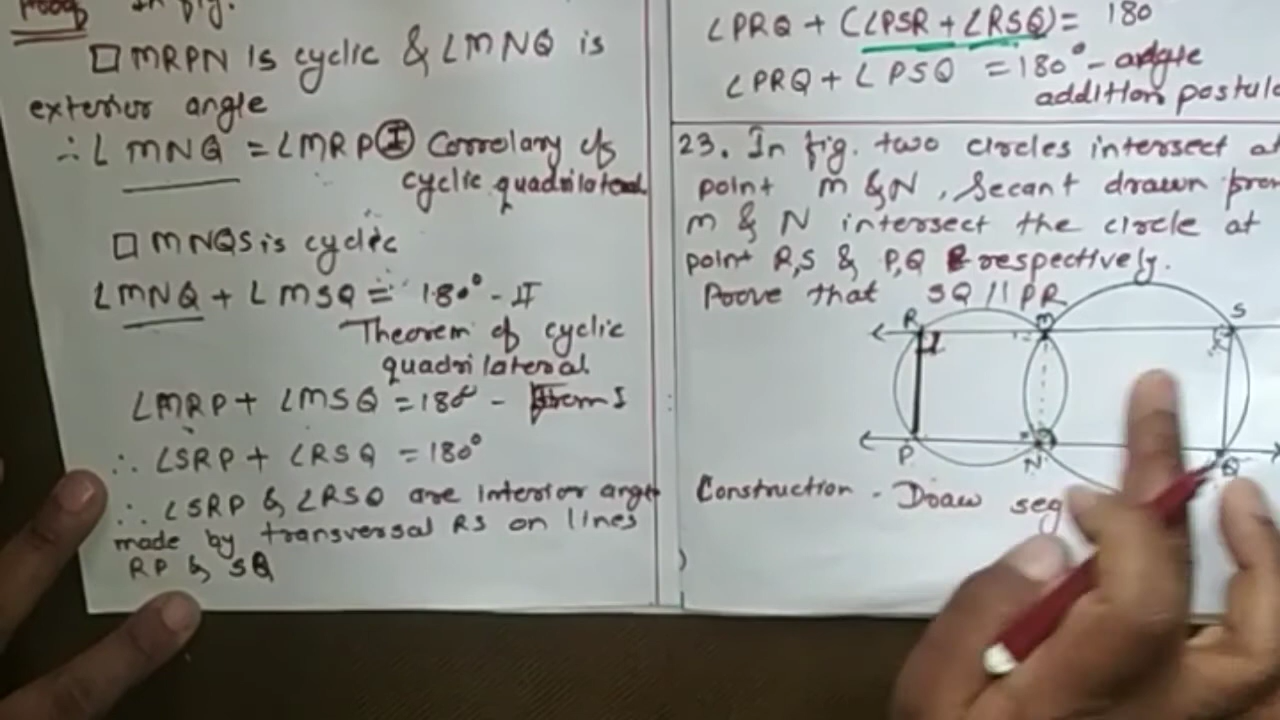 Proof In fig.
□ MRPN is cyclic & ∠MNQ is
exterior angle
∴ ∠MNQ = ∠MRP I Correlary of
cyclic quadrilateral
□ MNQS is cyclic
∠MNQ + ∠MSQ = 180° - II
Theorem of cyclic
quadrilateral
∠MRP + ∠MSQ = 180° - from I
∴ ∠SRP + ∠RSQ = 180°
∴ ∠SRP & ∠RSQ are interior angle
made by transversal RS on lines
RP & SQ
∠PRQ + (∠PSR + ∠RSQ) = 180
∠PRQ + ∠PSQ = 180° - angle
addition postula
23. In fig. two circles intersect at
point M & N, Secant drawn from
M & N intersect the circle at
point R,S & P,Q respectively.
Poove that SQ // PR
R M S
P N Q
Construction - Draw seg